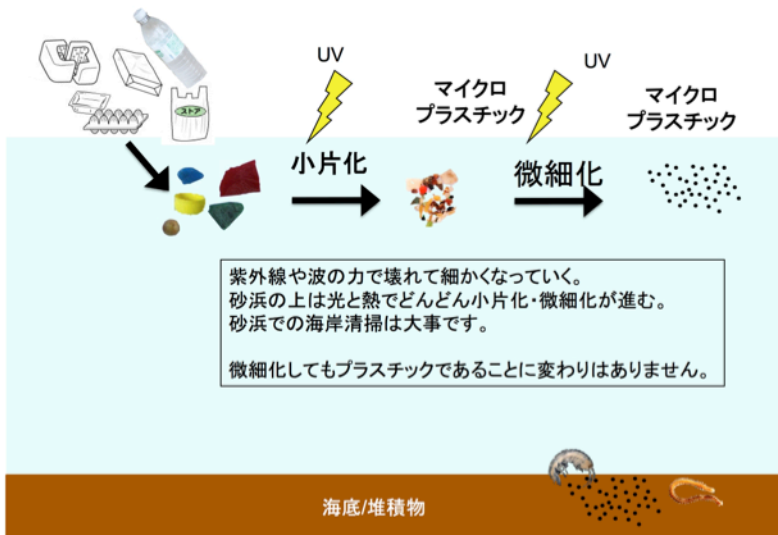 ストア
UV
マイクロ
プラスチック
UV
マイクロ
プラスチック
小片化
微細化
紫外線や波の力で壊れて細かくなっていく。
砂浜の上は光と熱でどんどん小片化・微細化が進む。
砂浜での海岸清掃は大事です。
微細化してもプラスチックであることに変わりはありません。
海底/堆積物